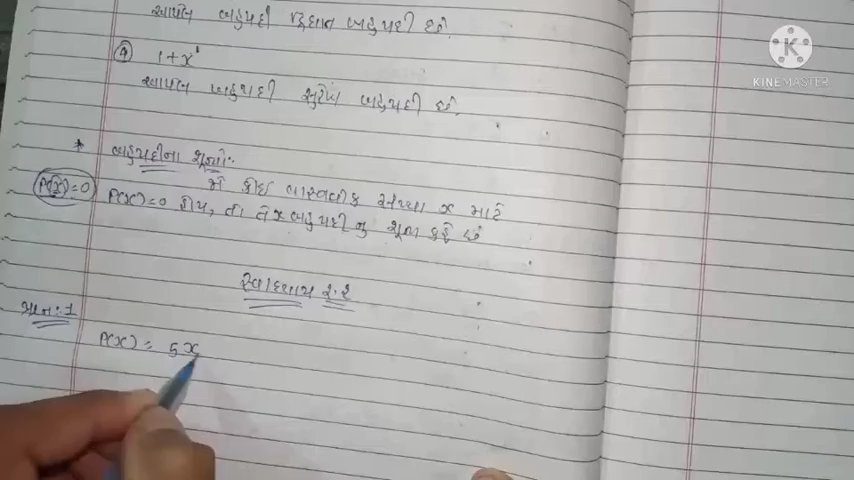 આપેલ બહુપદી દ્વિઘાત બહુપદી છે.
④ 1 + x
આપેલ બહુપદી સુરેખ બહુપદી છે.
* બહુપદીના શૂન્યો:-
જો કોઈ વાસ્તવીક સંખ્યા x માટે
P(x)=0 P(x)=0 હોય, તો તે x બહુપદી નુ શૂન્ય કહે છે
સ્વાધ્યાય 2.2
પ્રશ્ન:1
P(x) = 5x
K
KINEMASTER